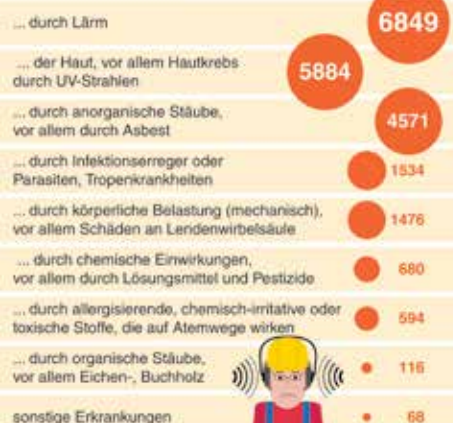 ... durch Lärm
6849
... der Haut, vor allem Hautkrebs
durch UV-Strahlen
5884
... durch anorganische Stäube,
vor allem durch Asbest
4571
... durch Infektionserreger oder
Parasiten, Tropenkrankheiten
1534
... durch körperliche Belastung (mechanisch),
vor allem Schäden an Lendenwirbelsäule
1476
... durch chemische Einwirkungen,
vor allem durch Lösungsmittel und Pestizide
680
... durch allergisierende, chemisch-irritative oder
toxische Stoffe, die auf Atemwege wirken
594
... durch organische Stäube,
vor allem Eichen-, Buchholz
116
sonstige Erkrankungen
68